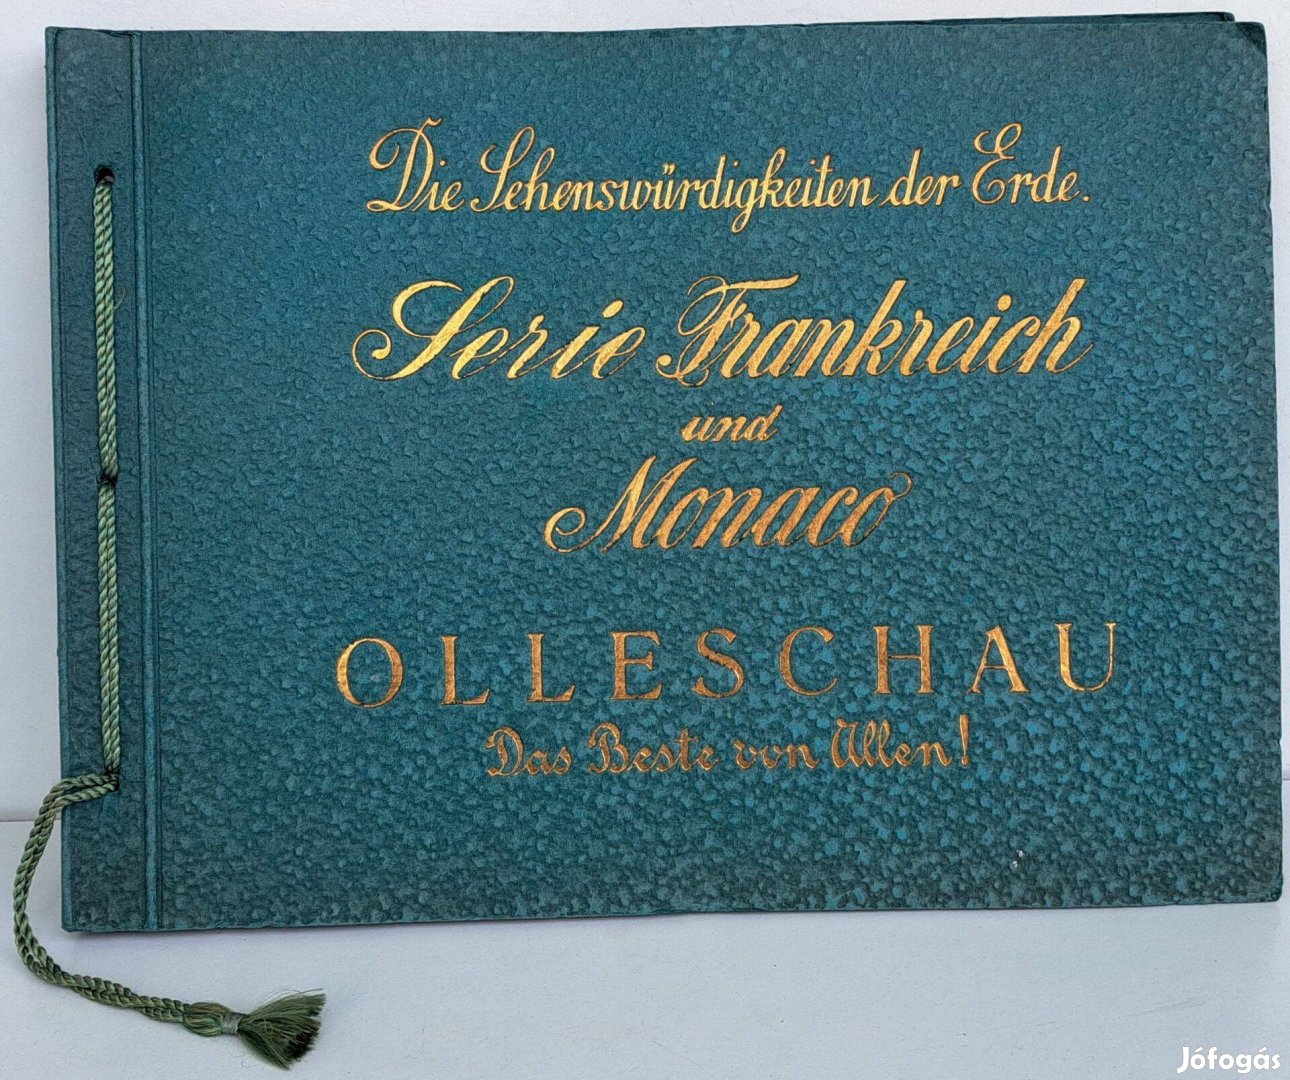 Die Sehenswürdigkeiten der Erde.
Serie Frankreich
und
Monaco
OLLESCHAU
Das Beste von Allen!
Jófogás